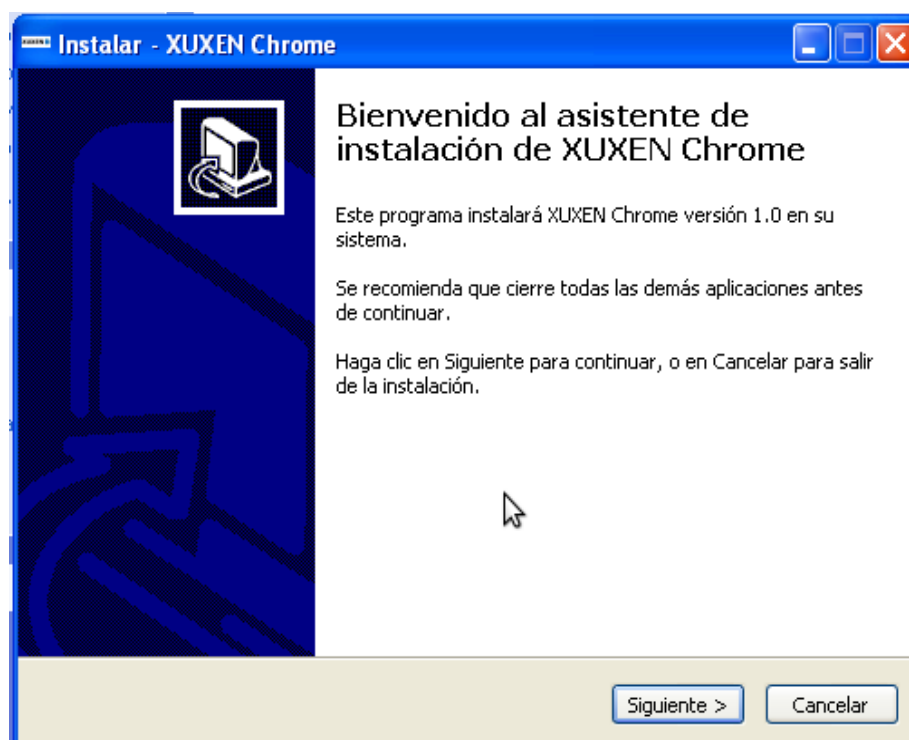 Instalar - XUXEN Chrome
Bienvenido al asistente de
instalación de XUXEN Chrome
Este programa instalará XUXEN Chrome versión 1.0 en su
sistema.
Se recomienda que cierre todas las demás aplicaciones antes
de continuar.
Haga clic en Siguiente para continuar, o en Cancelar para salir
de la instalación.
Siguiente >
Cancelar